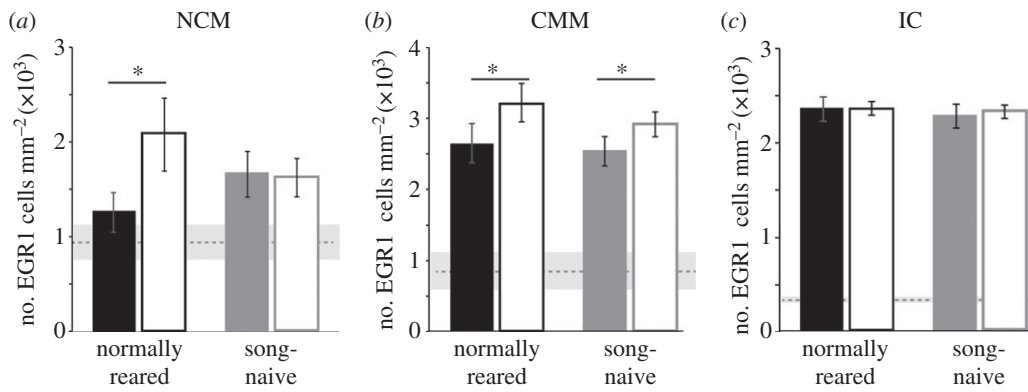 (a) NCM
no. EGR1 cells mm⁻² (×10³)
3
2
1
0
*
normally
reared
song-
naive
(b) CMM
no. EGR1 cells mm⁻² (×10³)
4
3
2
1
0
*
*
normally
reared
song-
naive
(c) IC
no. EGR1 cells mm⁻² (×10³)
3
2
1
0
normally
reared
song-
naive